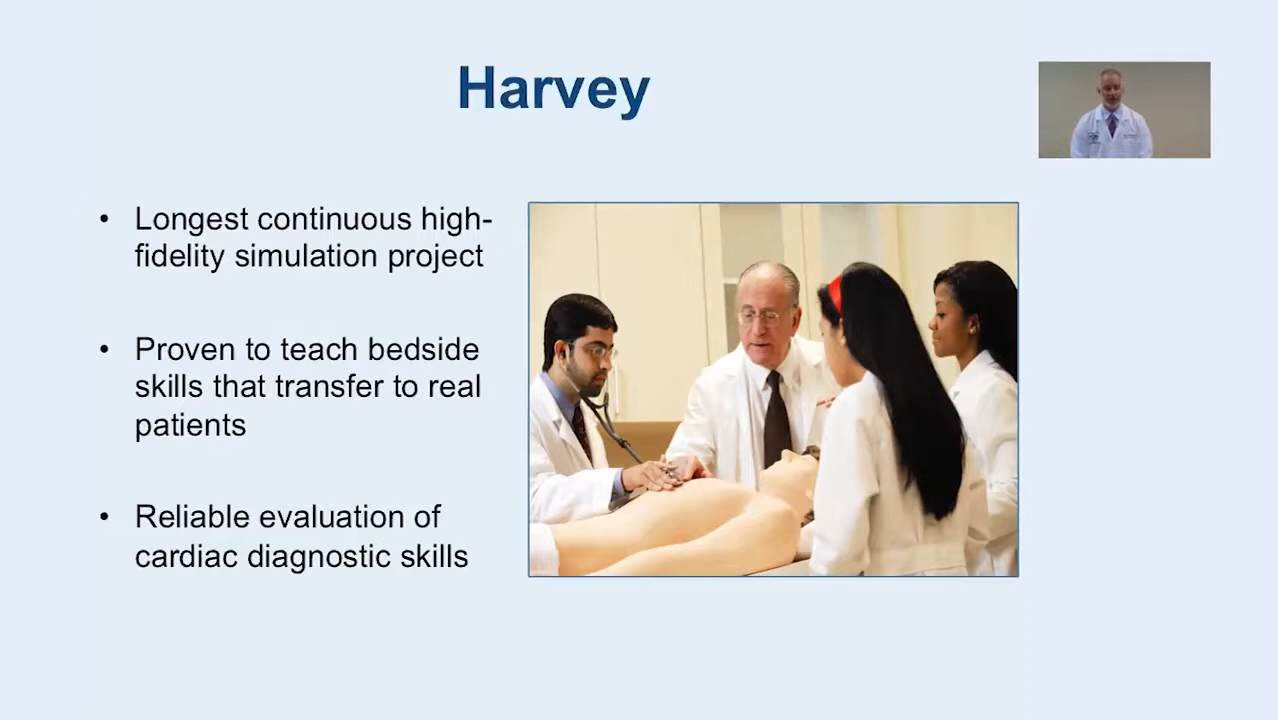 Harvey
• Longest continuous high-
fidelity simulation project
• Proven to teach bedside
skills that transfer to real
patients
• Reliable evaluation of
cardiac diagnostic skills